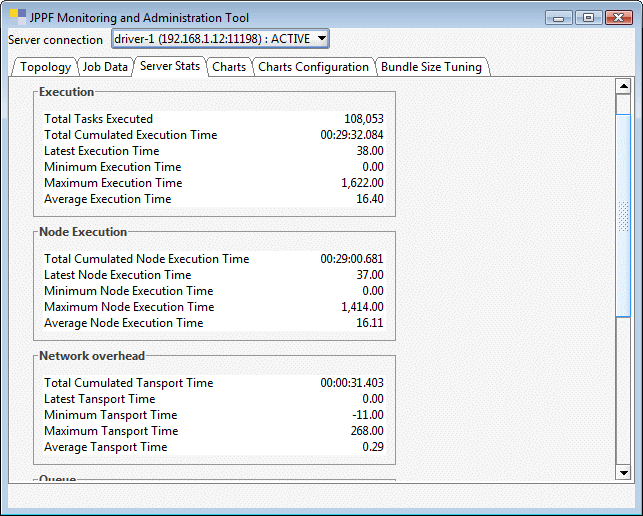 JPPF Monitoring and Administration Tool
Server connection driver-1 (192.168.1.12:11198) : ACTIVE
Topology Job Data Server Stats Charts Charts Configuration Bundle Size Tuning
Execution
Total Tasks Executed 108,053
Total Cumulated Execution Time 00:29:32.084
Latest Execution Time 38.00
Minimum Execution Time 0.00
Maximum Execution Time 1,622.00
Average Execution Time 16.40
Node Execution
Total Cumulated Node Execution Time 00:29:00.681
Latest Node Execution Time 37.00
Minimum Node Execution Time 0.00
Maximum Node Execution Time 1,414.00
Average Node Execution Time 16.11
Network overhead
Total Cumulated Tansport Time 00:00:31.403
Latest Tansport Time 0.00
Minimum Tansport Time -11.00
Maximum Tansport Time 268.00
Average Tansport Time 0.29
Queue